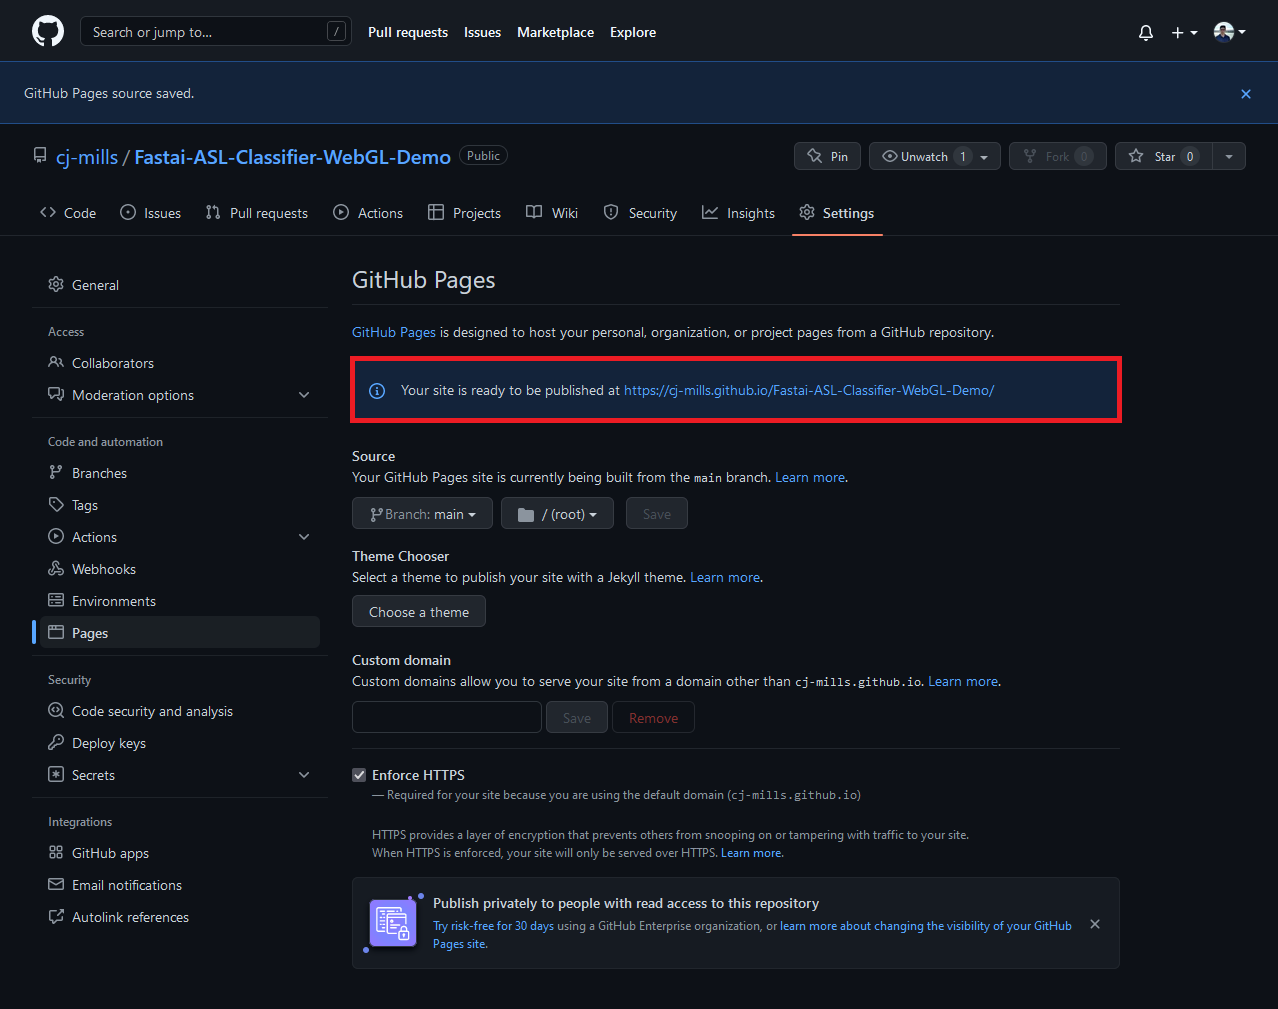 Search or jump to... /
Pull requests Issues Marketplace Explore
GitHub Pages source saved.
cj-mills / Fastai-ASL-Classifier-WebGL-Demo Public
Pin Unwatch 1 Fork 0 Star 0
Code Issues Pull requests Actions Projects Wiki Security Insights Settings
General
Access
Collaborators
Moderation options
Code and automation
Branches
Tags
Actions
Webhooks
Environments
Pages
Security
Code security and analysis
Deploy keys
Secrets
Integrations
GitHub apps
Email notifications
Autolink references
GitHub Pages
GitHub Pages is designed to host your personal, organization, or project pages from a GitHub repository.
Your site is ready to be published at https://cj-mills.github.io/Fastai-ASL-Classifier-WebGL-Demo/
Source
Your GitHub Pages site is currently being built from the main branch. Learn more.
Branch: main / (root) Save
Theme Chooser
Select a theme to publish your site with a Jekyll theme. Learn more.
Choose a theme
Custom domain
Custom domains allow you to serve your site from a domain other than cj-mills.github.io. Learn more.
Save Remove
Enforce HTTPS
— Required for your site because you are using the default domain (cj-mills.github.io)
HTTPS provides a layer of encryption that prevents others from snooping on or tampering with traffic to your site.
When HTTPS is enforced, your site will only be served over HTTPS. Learn more.
Publish privately to people with read access to this repository
Try risk-free for 30 days using a GitHub Enterprise organization, or learn more about changing the visibility of your GitHub
Pages site.